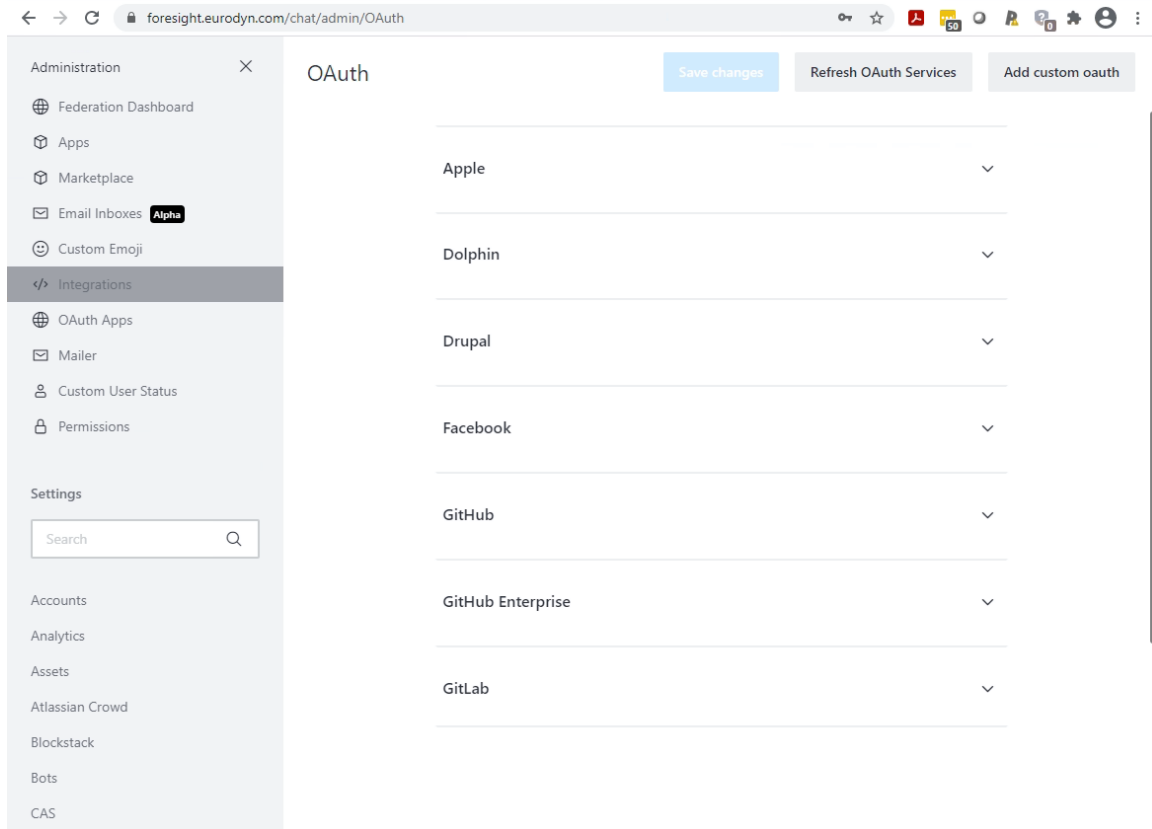 foresight.eurodyn.com/chat/admin/OAuth
50
0
Administration
Federation Dashboard
Apps
Marketplace
Email Inboxes Alpha
Custom Emoji
Integrations
OAuth Apps
Mailer
Custom User Status
Permissions
Settings
Search
Accounts
Analytics
Assets
Atlassian Crowd
Blockstack
Bots
CAS
OAuth
Save changes
Refresh OAuth Services
Add custom oauth
Apple
Dolphin
Drupal
Facebook
GitHub
GitHub Enterprise
GitLab